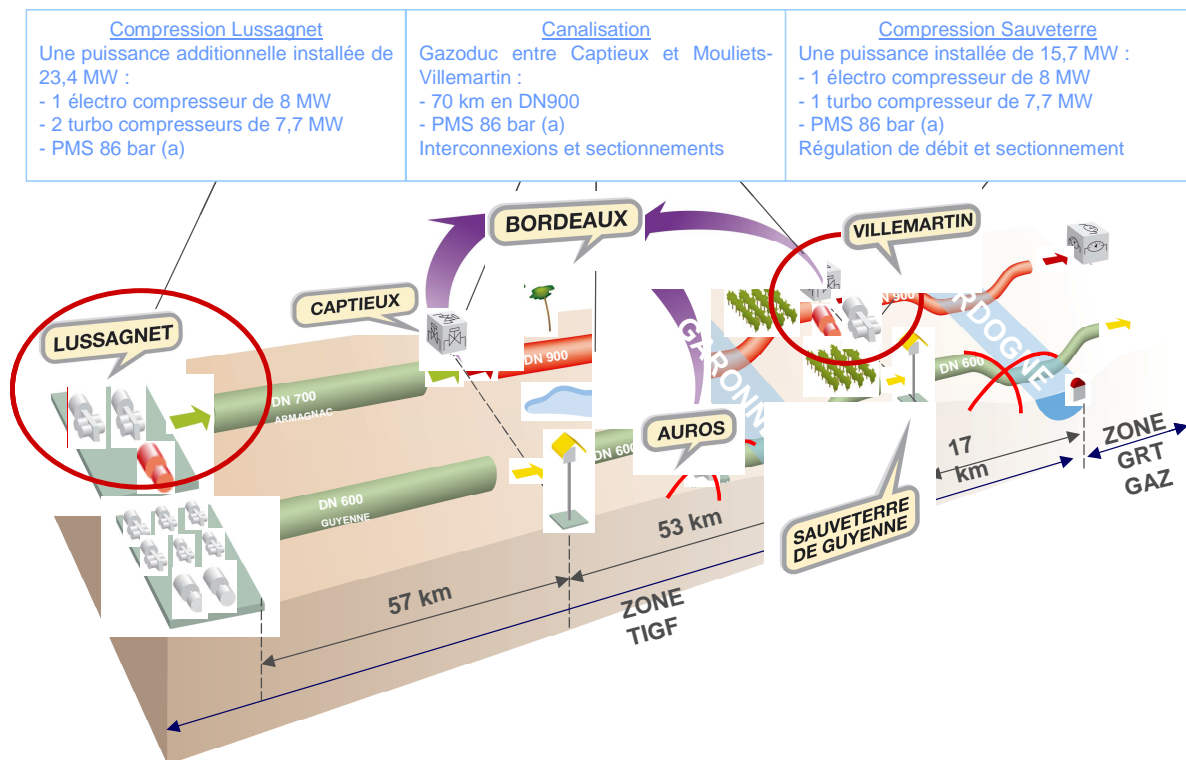 Compression Lussagnet
Une puissance additionnelle installée de
23,4 MW :
- 1 électro compresseur de 8 MW
- 2 turbo compresseurs de 7,7 MW
- PMS 86 bar (a)
Canalisation
Gazoduc entre Captieux et Mouliets-
Villemartin :
- 70 km en DN900
- PMS 86 bar (a)
Interconnexions et sectionnements
Compression Sauveterre
Une puissance installée de 15,7 MW :
- 1 électro compresseur de 8 MW
- 1 turbo compresseur de 7,7 MW
- PMS 86 bar (a)
Régulation de débit et sectionnement
BORDEAUX
VILLEMARTIN
CAPTIEUX
LUSSAGNET
DN 900
DN 900
RDOGNE
GARONNE
DN 700
ARMAGNAC
DN 600
AUROS
DN 600
DN 600
GUYENNE
17
km
ZONE
GRT
GAZ
SAUVETERRE
DE GUYENNE
53 km
57 km
ZONE
TIGF